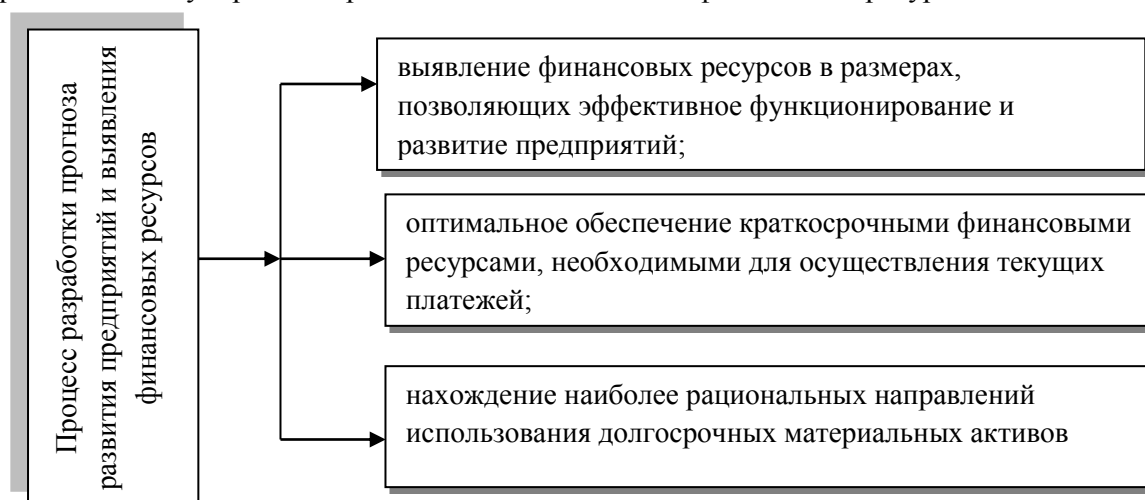 Процесс разработки прогноза
развития предприятий и выявления
финансовых ресурсов
выявление финансовых ресурсов в размерах,
позволяющих эффективное функционирование и
развитие предприятий;
оптимальное обеспечение краткосрочными финансовыми
ресурсами, необходимыми для осуществления текущих
платежей;
нахождение наиболее рациональных направлений
использования долгосрочных материальных активов